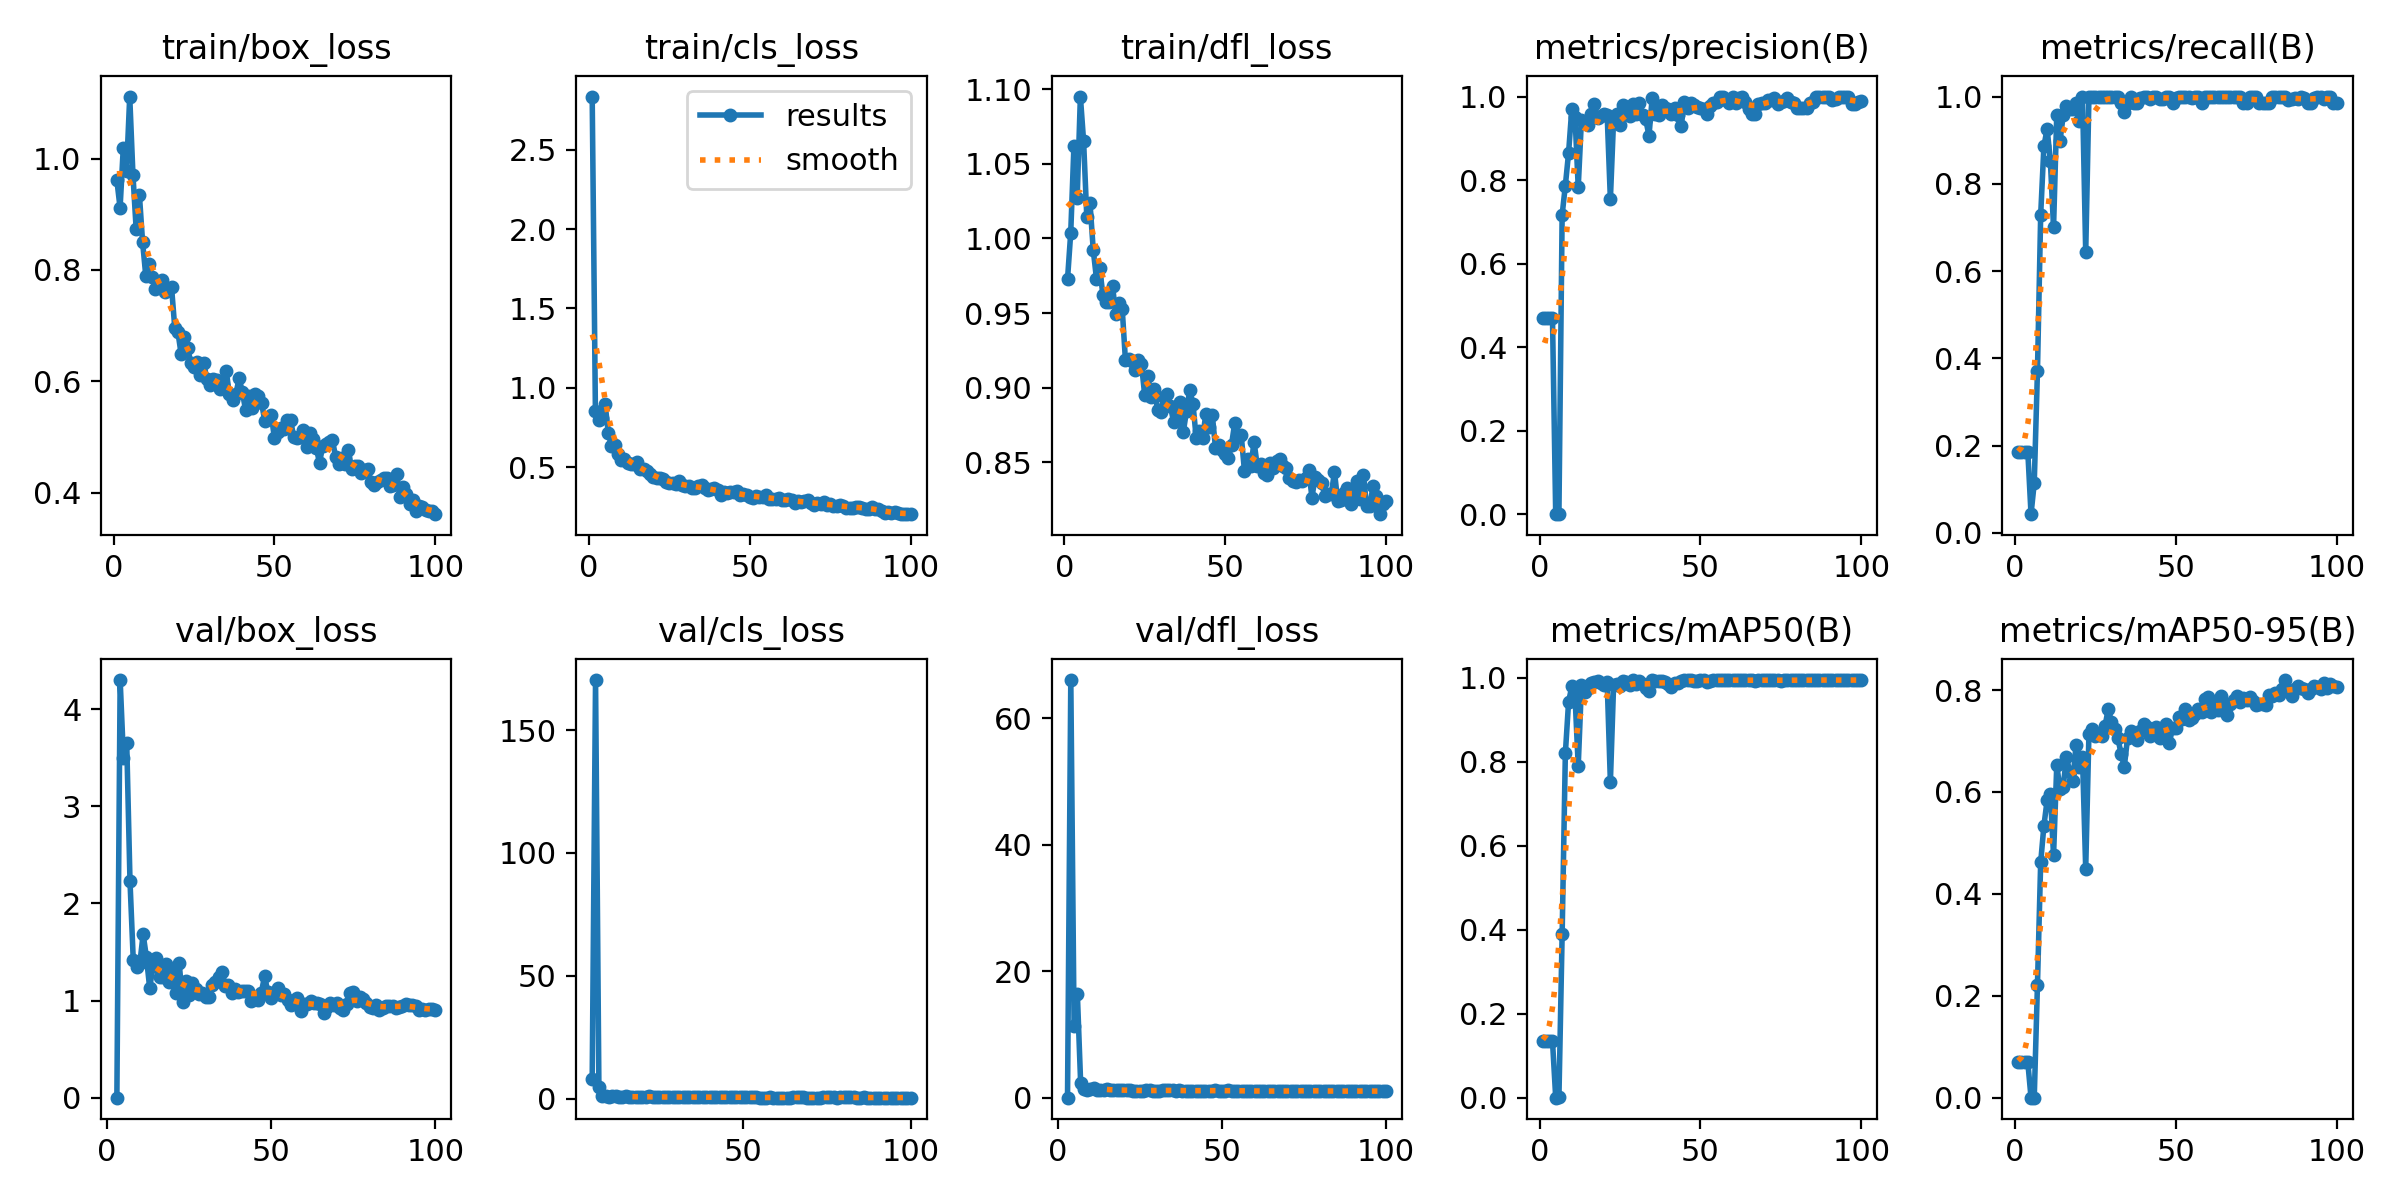 train/box_loss
train/cls_loss
train/dfl_loss
metrics/precision(B)
metrics/recall(B)
1.0
0.8
0.6
0.4
0 50 100
results
smooth
2.5
2.0
1.5
1.0
0.5
0 50 100
1.10
1.05
1.00
0.95
0.90
0.85
0 50 100
1.0
0.8
0.6
0.4
0.2
0.0
0 50 100
1.0
0.8
0.6
0.4
0.2
0.0
0 50 100
val/box_loss
val/cls_loss
val/dfl_loss
metrics/mAP50(B)
metrics/mAP50-95(B)
4
3
2
1
0
0 50 100
150
100
50
0
50 100
60
40
20
0
0 50 100
1.0
0.8
0.6
0.4
0.2
0.0
0 50 100
0.8
0.6
0.4
0.2
0.0
0 50 100